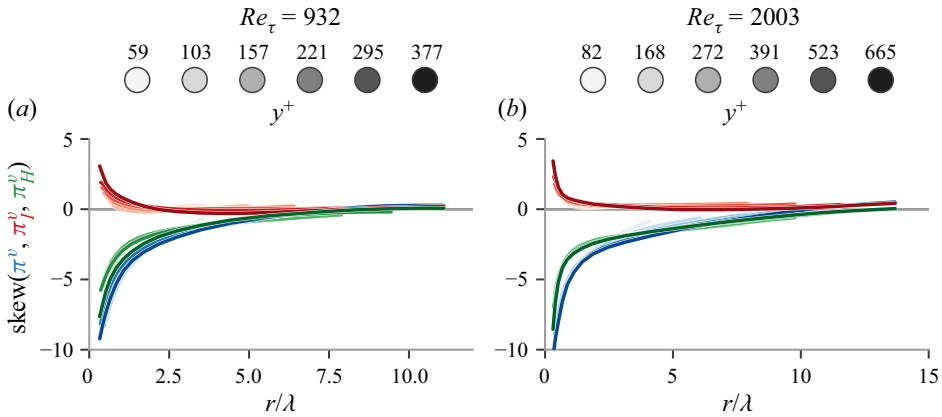 Re_τ = 932
59 103 157 221 295 377
y^+
(a)
skew(π^υ, π_I^υ, π_H^υ)
5
0
−5
−10
0 2.5 5.0 7.5 10.0
r/λ
Re_τ = 2003
82 168 272 391 523 665
y^+
(b)
5
0
−5
−10
0 5 10 15
r/λ